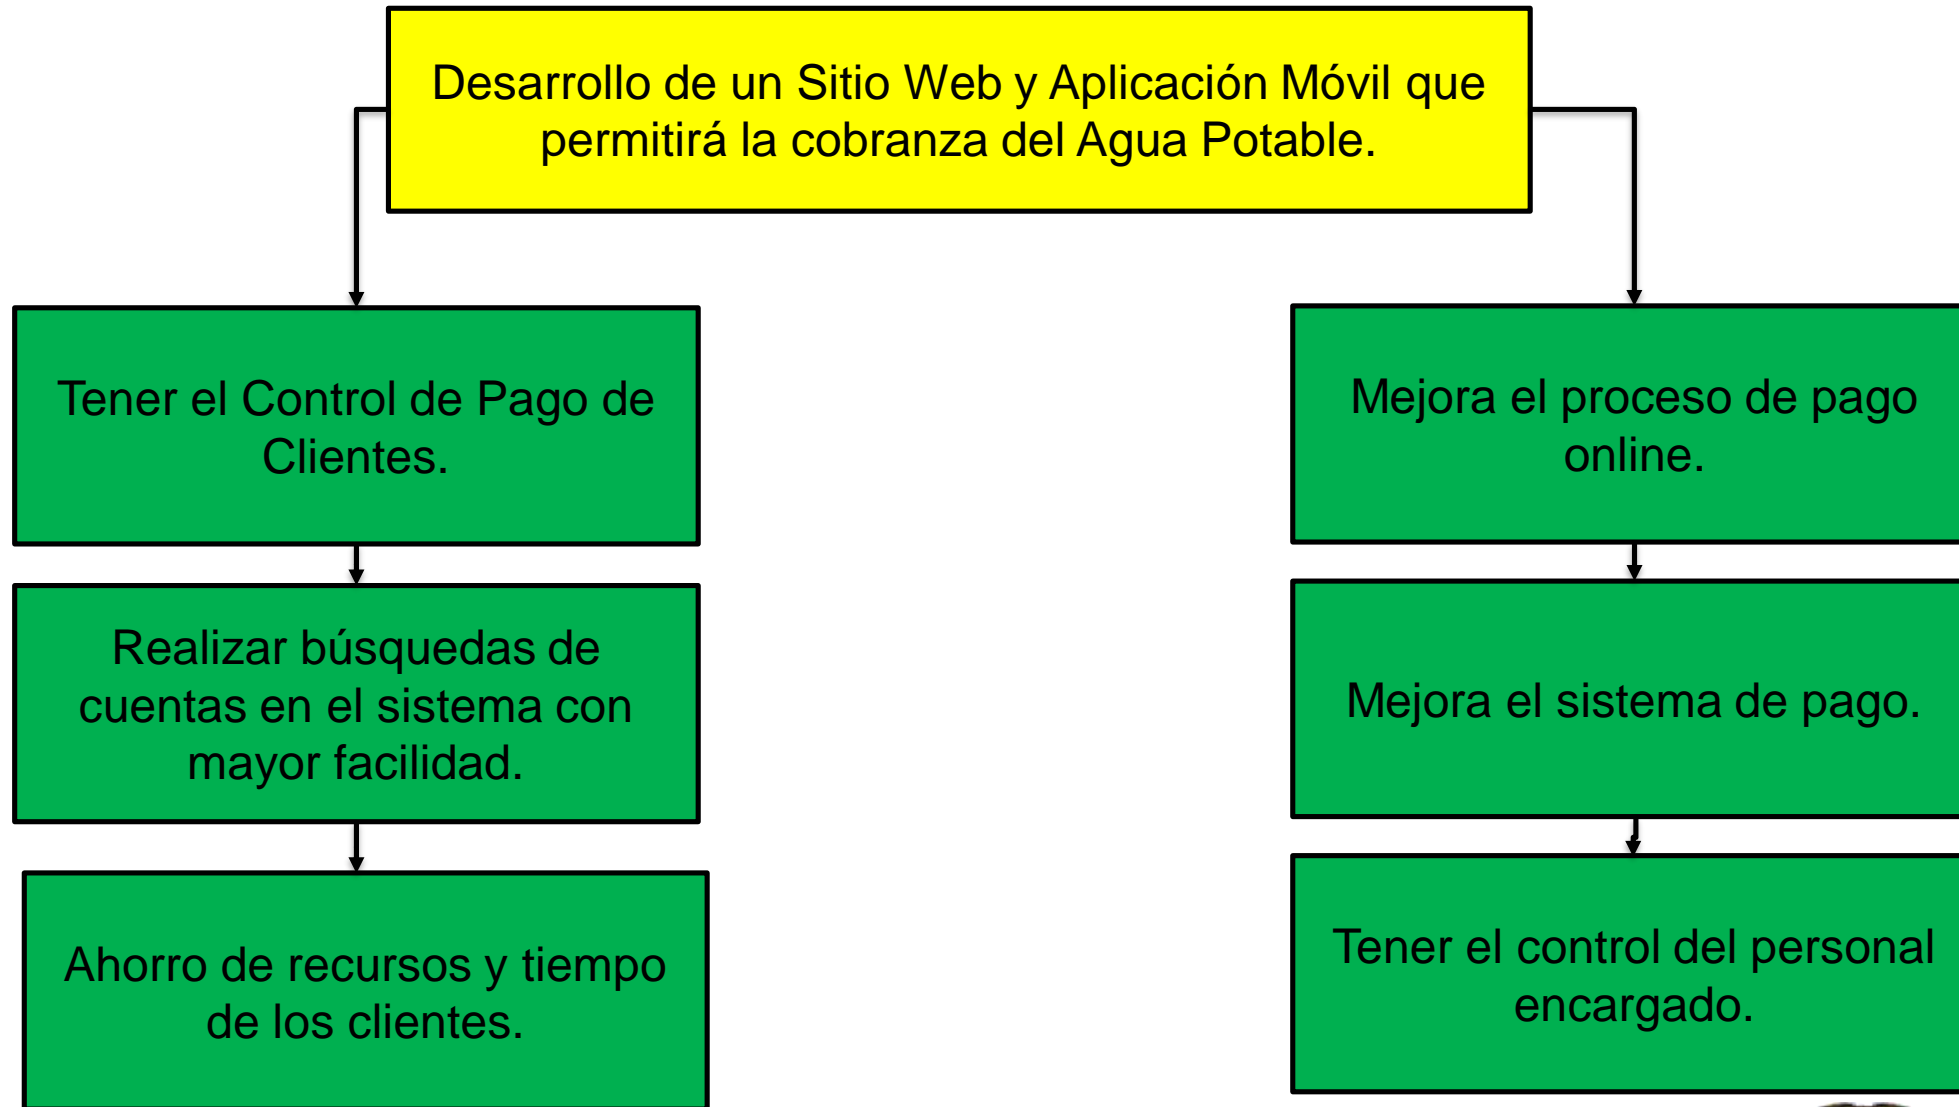 Desarrollo de un Sitio Web y Aplicación Móvil que
permitirá la cobranza del Agua Potable.
Tener el Control de Pago de
Clientes.
Realizar búsquedas de
cuentas en el sistema con
mayor facilidad.
Ahorro de recursos y tiempo
de los clientes.
Mejora el proceso de pago
online.
Mejora el sistema de pago.
Tener el control del personal
encargado.